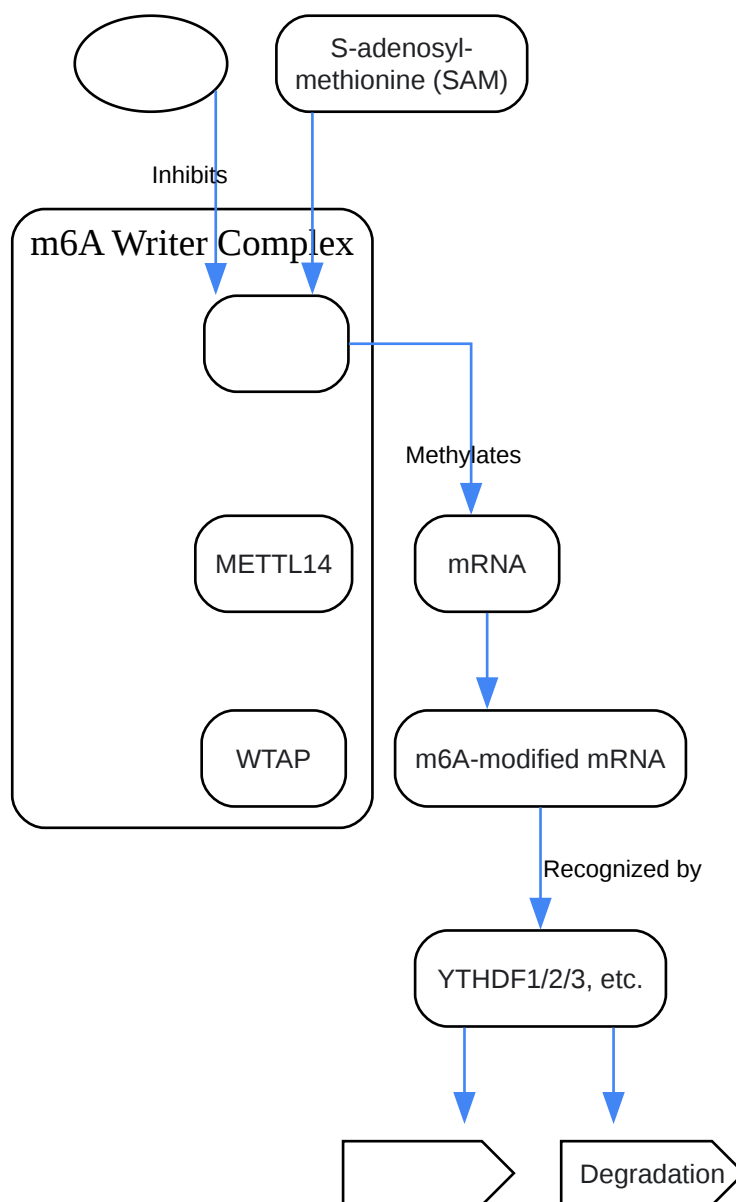 S-adenosyl-
methionine (SAM)
Inhibits
m6A Writer Complex
Methylates
METTL14
mRNA
WTAP
m6A-modified mRNA
Recognized by
YTHDF1/2/3, etc.
Degradation